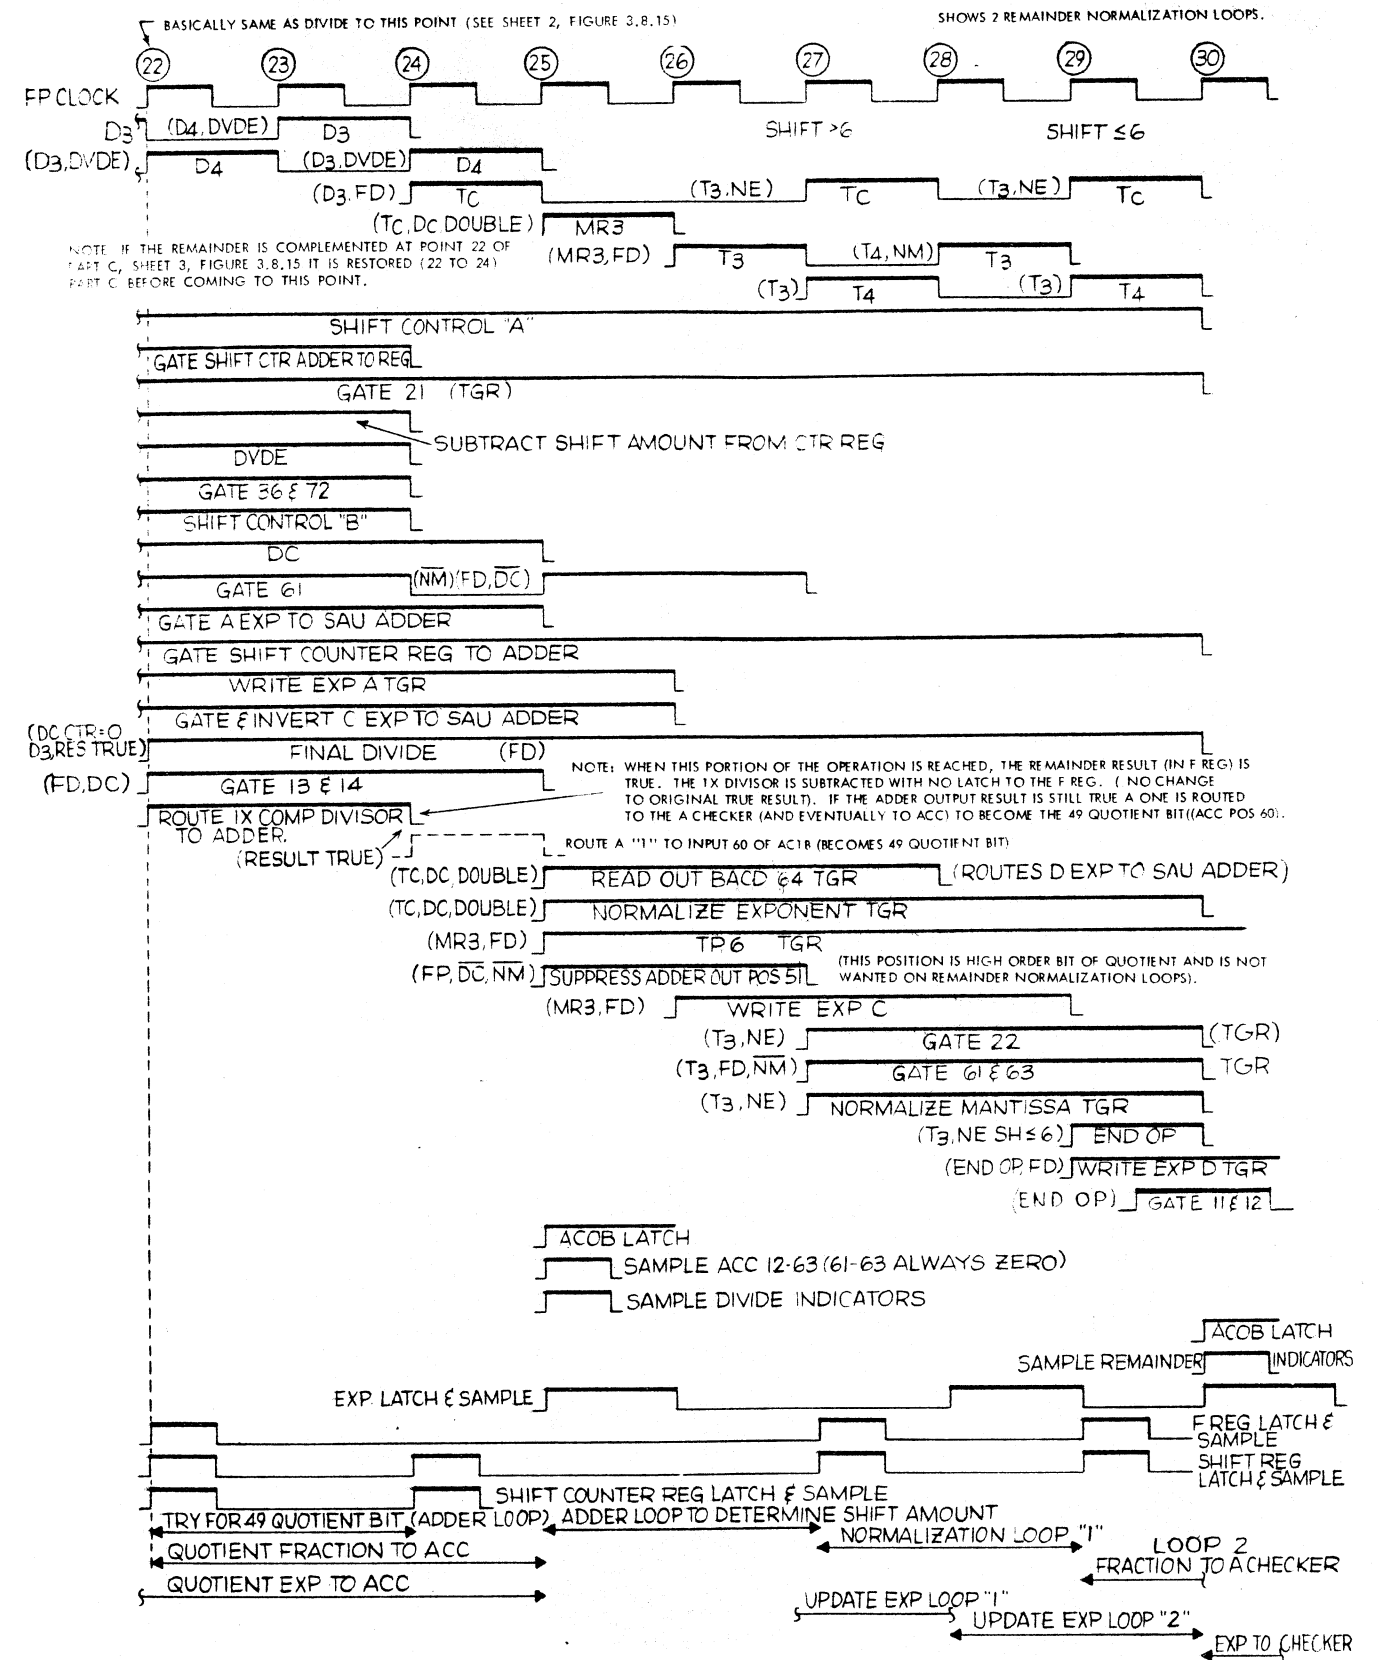 BASICALLY SAME AS DIVIDE TO THIS POINT (SEE SHEET 2, FIGURE 3.8.15)
SHOWS 2 REMAINDER NORMALIZATION LOOPS.
22 23 24 25 26 27 28 29 30
FP CLOCK
D3 (D4, DVDE) D3 SHIFT >6 SHIFT ≤6
(D3, DVDE) D4 (D3, DVDE) D4
(D3, FD) TC (T3, NE) TC (T3, NE) TC
(TC, DC, DOUBLE) MR3
NOTE IF THE REMAINDER IS COMPLEMENTED AT POINT 22 OF
PART C, SHEET 3, FIGURE 3.8.15 IT IS RESTORED (22 TO 24)
PART C BEFORE COMING TO THIS POINT.
(MR3, FD) T3 (T4, NM) T3
(T3) T4 (T3) T4
SHIFT CONTROL "A"
GATE SHIFT CTR ADDER TO REG
GATE 21 (TGR)
SUBTRACT SHIFT AMOUNT FROM CTR REG
DVDE
GATE 36 & 72
SHIFT CONTROL "B"
DC
GATE 61 (N̅M̅)(FD, D̅C̅)
GATE A EXP TO SAU ADDER
GATE SHIFT COUNTER REG TO ADDER
WRITE EXP A TGR
GATE & INVERT C EXP TO SAU ADDER
(DC CTR=0
D3, RES TRUE) FINAL DIVIDE (FD)
(FD, DC) GATE 13 & 14
NOTE: WHEN THIS PORTION OF THE OPERATION IS REACHED, THE REMAINDER RESULT (IN F REG) IS
TRUE. THE 1X DIVISOR IS SUBTRACTED WITH NO LATCH TO THE F REG. (NO CHANGE
TO ORIGINAL TRUE RESULT). IF THE ADDER OUTPUT RESULT IS STILL TRUE A ONE IS ROUTED
TO THE A CHECKER (AND EVENTUALLY TO ACC) TO BECOME THE 49 QUOTIENT BIT((ACC POS 60).
ROUTE 1X COMP DIVISOR
TO ADDER.
(RESULT TRUE) ROUTE A "1" TO INPUT 60 OF AC1B (BECOMES 49 QUOTIENT BIT)
(TC, DC, DOUBLE) READ OUT BACD 64 TGR (ROUTES D EXP TO SAU ADDER)
(TC, DC, DOUBLE) NORMALIZE EXPONENT TGR
(MR3, FD) TP6 TGR
(FP, D̅C̅, N̅M̅) SUPPRESS ADDER OUT POS 51
(THIS POSITION IS HIGH ORDER BIT OF QUOTIENT AND IS NOT
WANTED ON REMAINDER NORMALIZATION LOOPS).
(MR3, FD) WRITE EXP C
(T3, NE) GATE 22 (TGR)
(T3, FD, N̅M̅) GATE 61 & 63 TGR
(T3, NE) NORMALIZE MANTISSA TGR
(T3, NE SH≤6) END OP
(END OP, FD) WRITE EXP D TGR
(END OP) GATE 11 & 12
ACOB LATCH
SAMPLE ACC 12-63 (61-63 ALWAYS ZERO)
SAMPLE DIVIDE INDICATORS
ACOB LATCH
SAMPLE REMAINDER INDICATORS
EXP LATCH & SAMPLE
F REG LATCH &
SAMPLE
SHIFT REG
LATCH & SAMPLE
SHIFT COUNTER REG LATCH & SAMPLE
TRY FOR 49 QUOTIENT BIT (ADDER LOOP) ADDER LOOP TO DETERMINE SHIFT AMOUNT
NORMALIZATION LOOP "1"
QUOTIENT FRACTION TO ACC
LOOP 2
FRACTION TO A CHECKER
QUOTIENT EXP TO ACC
UPDATE EXP LOOP "1"
UPDATE EXP LOOP "2"
EXP TO CHECKER